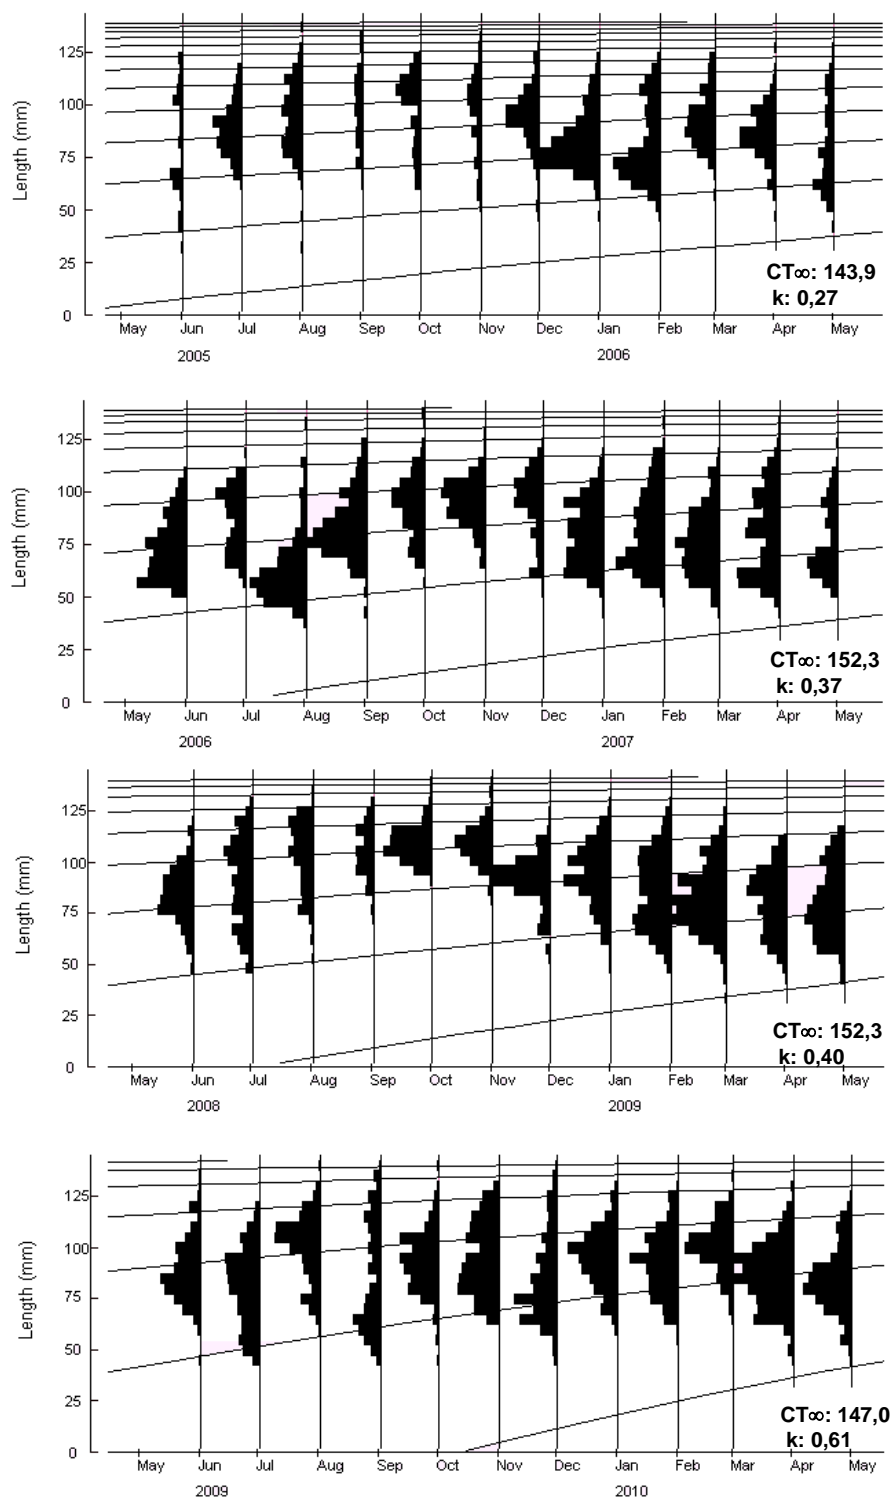 Length (mm)
125
100
75
50
25
0
CT∞: 143,9
k: 0,27
May Jun Jul Aug Sep Oct Nov Dec Jan Feb Mar Apr May
2005 2006
Length (mm)
125
100
75
50
25
0
CT∞: 152,3
k: 0,37
May Jun Jul Aug Sep Oct Nov Dec Jan Feb Mar Apr May
2006 2007
Length (mm)
125
100
75
50
25
0
CT∞: 152,3
k: 0,40
May Jun Jul Aug Sep Oct Nov Dec Jan Feb Mar Apr May
2008 2009
Length (mm)
125
100
75
50
25
0
CT∞: 147,0
k: 0,61
May Jun Jul Aug Sep Oct Nov Dec Jan Feb Mar Apr May
2009 2010